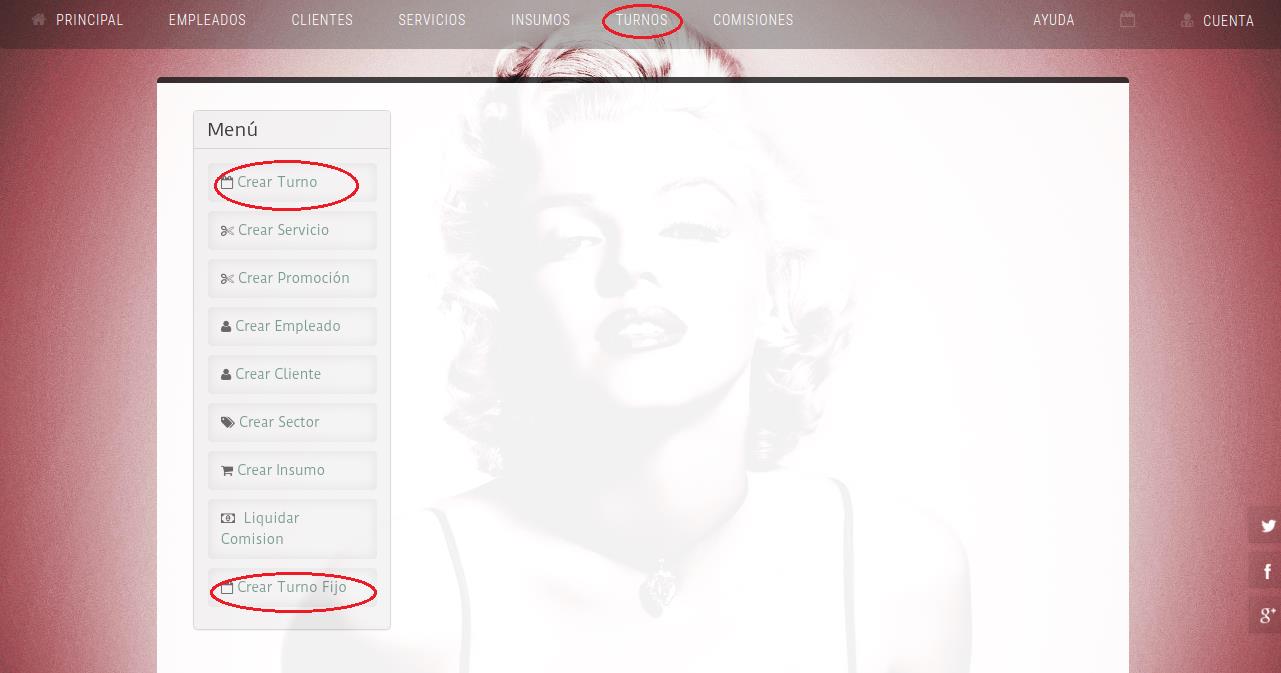 PRINCIPAL EMPLEADOS CLIENTES SERVICIOS INSUMOS TURNOS COMISIONES AYUDA CUENTA
Menú
Crear Turno
Crear Servicio
Crear Promoción
Crear Empleado
Crear Cliente
Crear Sector
Crear Insumo
Liquidar
Comision
Crear Turno Fijo